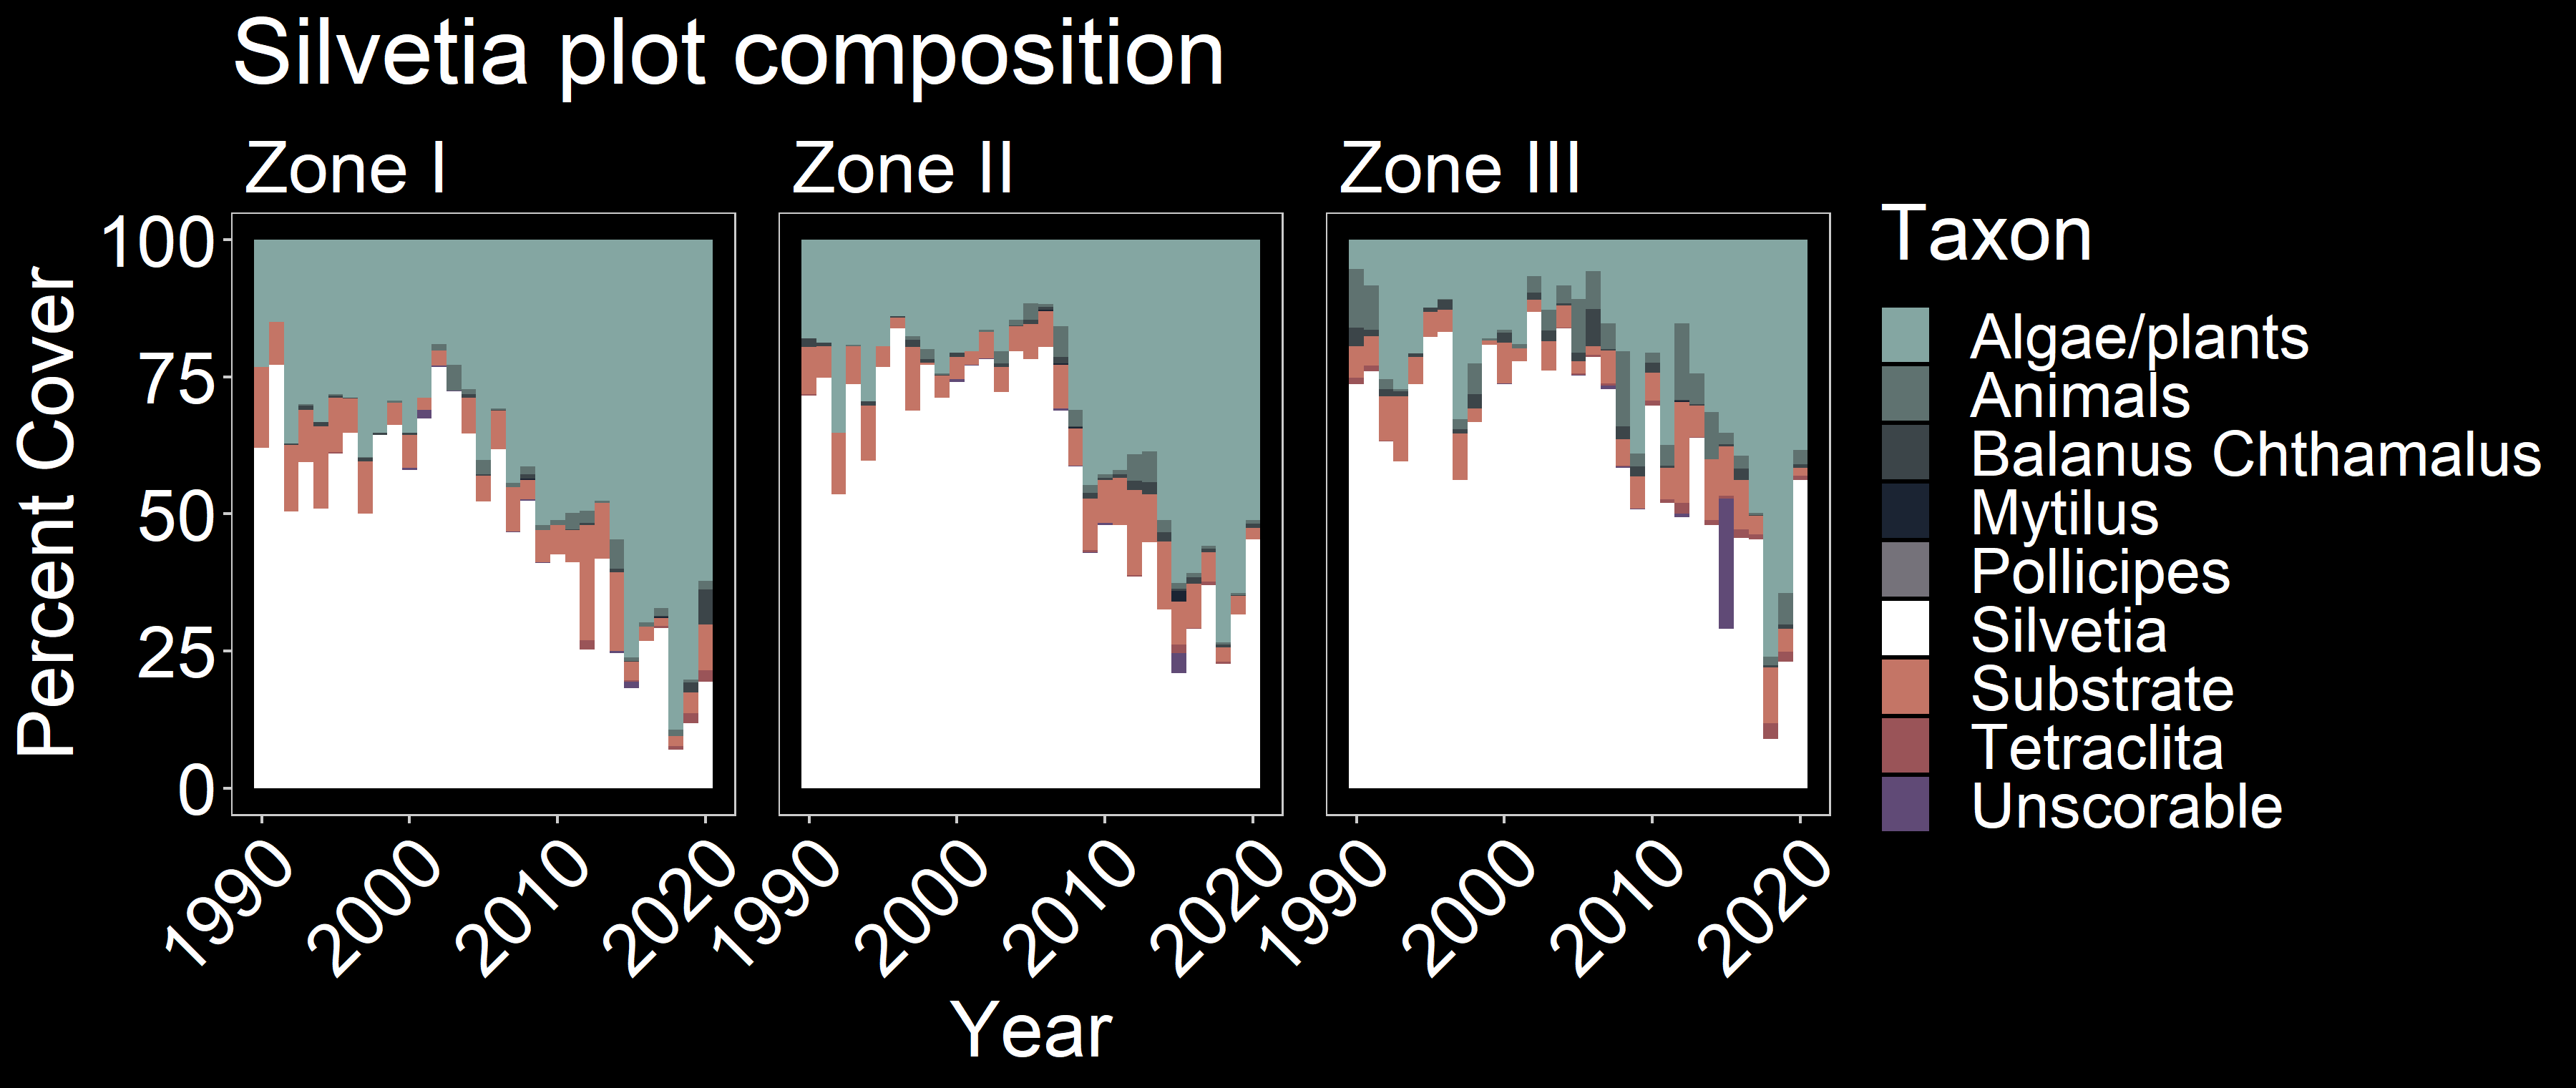 Silvetia plot composition
Zone I
Zone II
Zone III
Percent Cover
100
75
50
25
0
1990
2000
2010
2020
1990
2000
2010
2020
1990
2000
2010
2020
Year
Taxon
Algae/plants
Animals
Balanus Chthamalus
Mytilus
Pollicipes
Silvetia
Substrate
Tetraclita
Unscorable